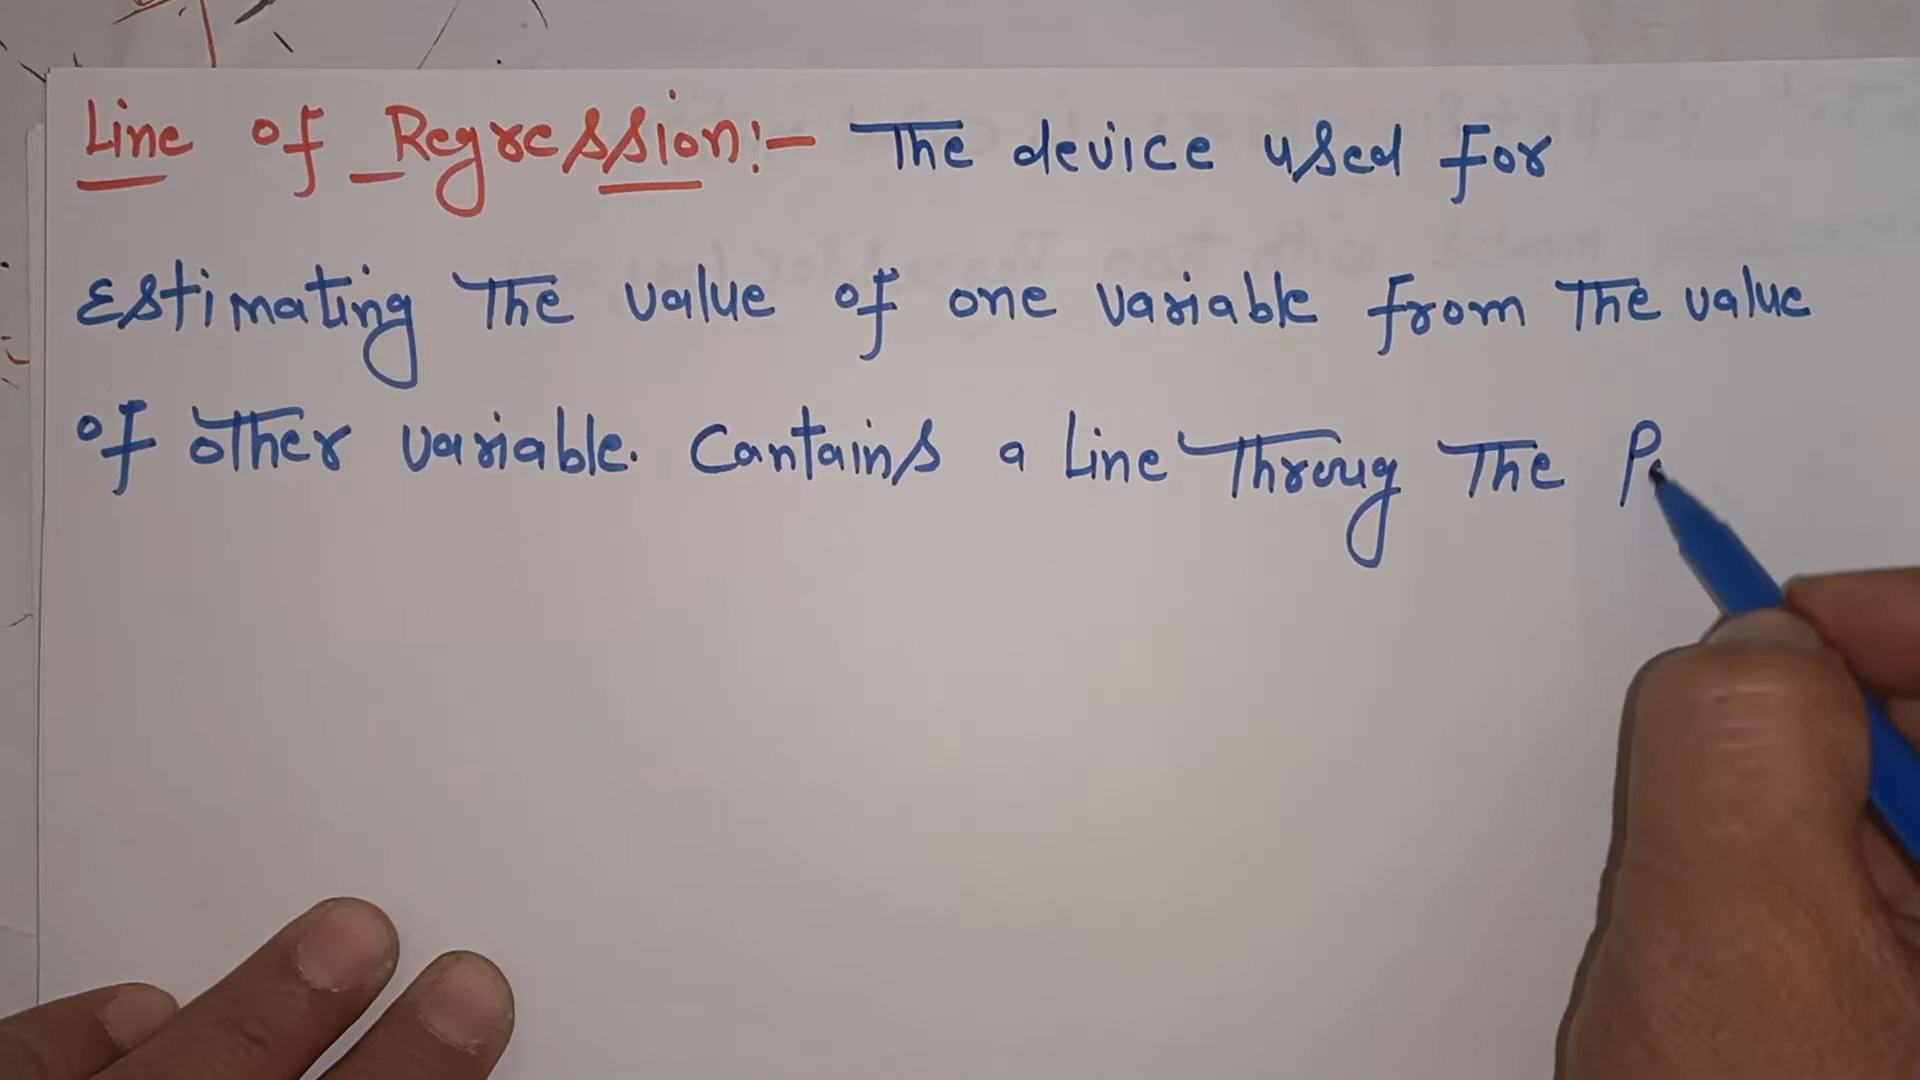 Line of Regression:- The device used for
Estimating The value of one variable from The value
of other variable. Cantains a Line Throug The P